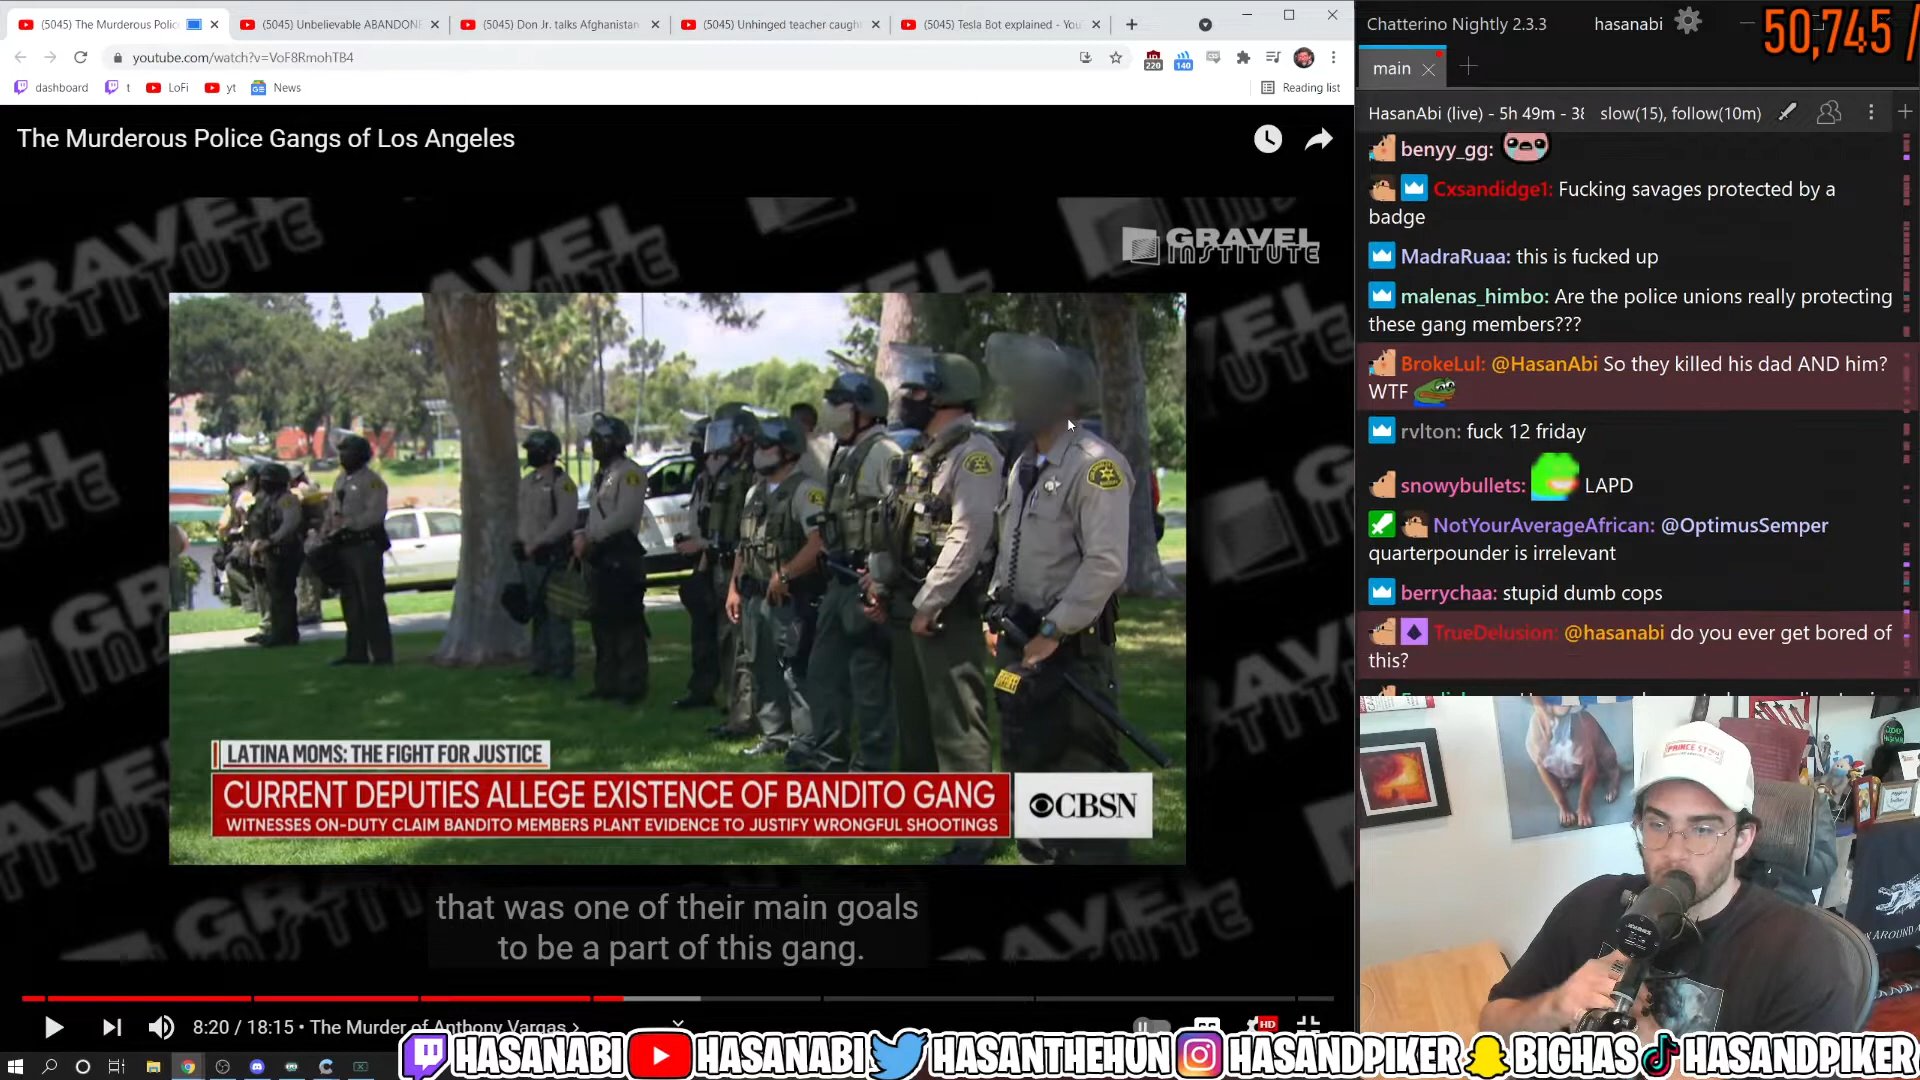 (5045) The Murderous Polic
(5045) Unbelievable ABANDONE
(5045) Don Jr. talks Afghanistan
(5045) Unhinged teacher caught
(5045) Tesla Bot explained - You
youtube.com/watch?v=VoF8RmohTB4
220
140
dashboard
t
LoFi
yt
News
Reading list
The Murderous Police Gangs of Los Angeles
GRAVEL
INSTITUTE
LATINA MOMS: THE FIGHT FOR JUSTICE
CURRENT DEPUTIES ALLEGE EXISTENCE OF BANDITO GANG
WITNESSES ON-DUTY CLAIM BANDITO MEMBERS PLANT EVIDENCE TO JUSTIFY WRONGFUL SHOOTINGS
CBSN
that was one of their main goals
to be a part of this gang.
8:20 / 18:15 • The Murder of Anthony Vargas >
HD
Chatterino Nightly 2.3.3
hasanabi
50,745 /
main
HasanAbi (live) - 5h 49m - 38
slow(15), follow(10m)
benyy_gg:
Cxsandidge1: Fucking savages protected by a
badge
MadraRuaa: this is fucked up
malenas_himbo: Are the police unions really protecting
these gang members???
BrokeLul: @HasanAbi So they killed his dad AND him?
WTF
rvlton: fuck 12 friday
snowybullets: LAPD
NotYourAverageAfrican: @OptimusSemper
quarterpounder is irrelevant
berrychaa: stupid dumb cops
TrueDelusion: @hasanabi do you ever get bored of
this?
HASANABI
HASANABI
HASANTHEHUN
HASANDPIKER
BIGHAS
HASANDPIKER